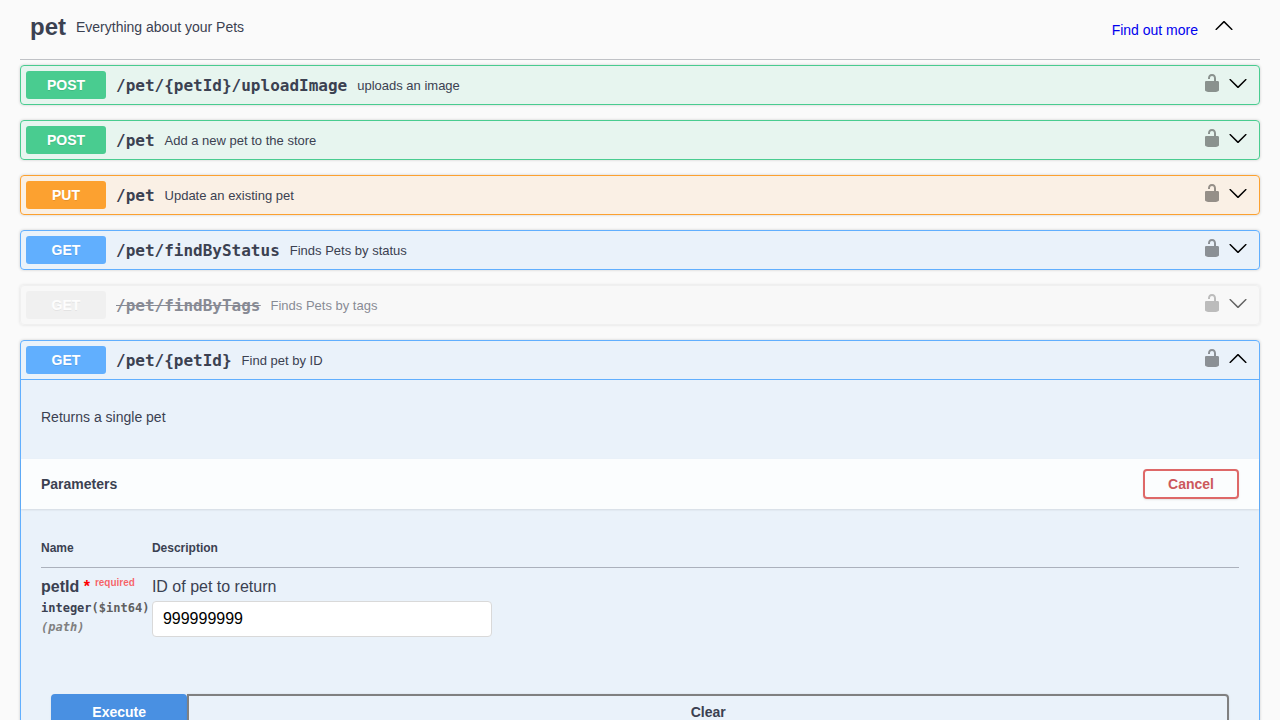 pet Everything about your Pets Find out more
POST /pet/{petId}/uploadImage uploads an image
POST /pet Add a new pet to the store
PUT /pet Update an existing pet
GET /pet/findByStatus Finds Pets by status
GET /pet/findByTags Finds Pets by tags
GET /pet/{petId} Find pet by ID
Returns a single pet
Parameters Cancel
Name Description
petId * required ID of pet to return
integer($int64)
999999999
(path)
Execute Clear